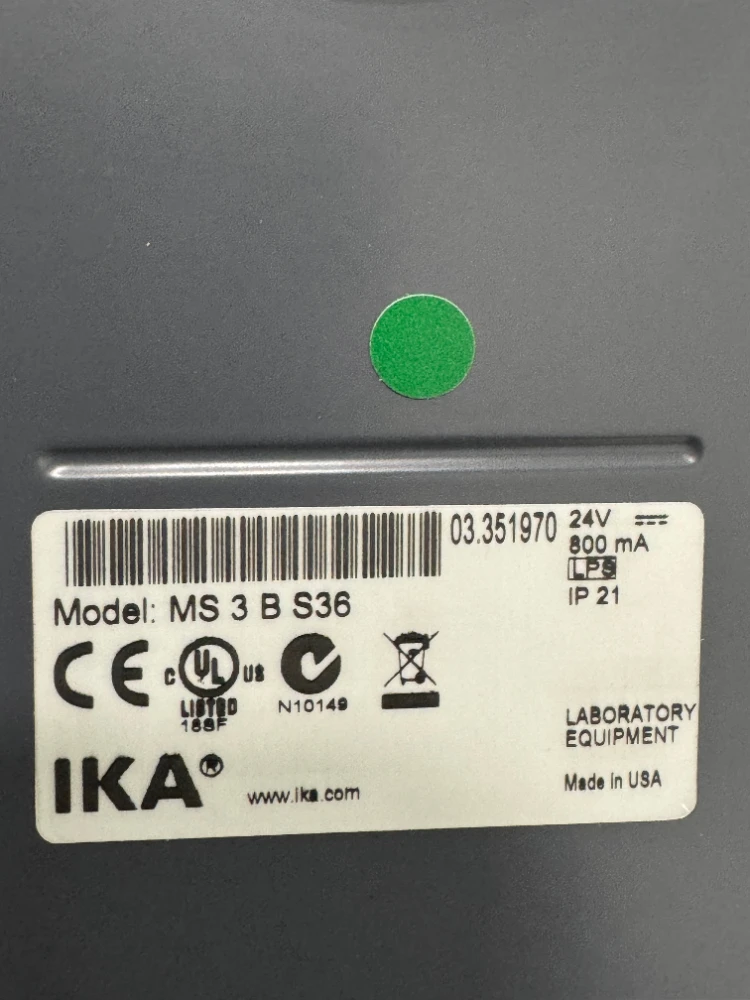 03.351970
24V
800 mA
LPS
IP 21
Model: MS 3 B S36
CE
C UL US
LISTED
N10149
LABORATORY
EQUIPMENT
IKA®
www.ika.com
Made in USA